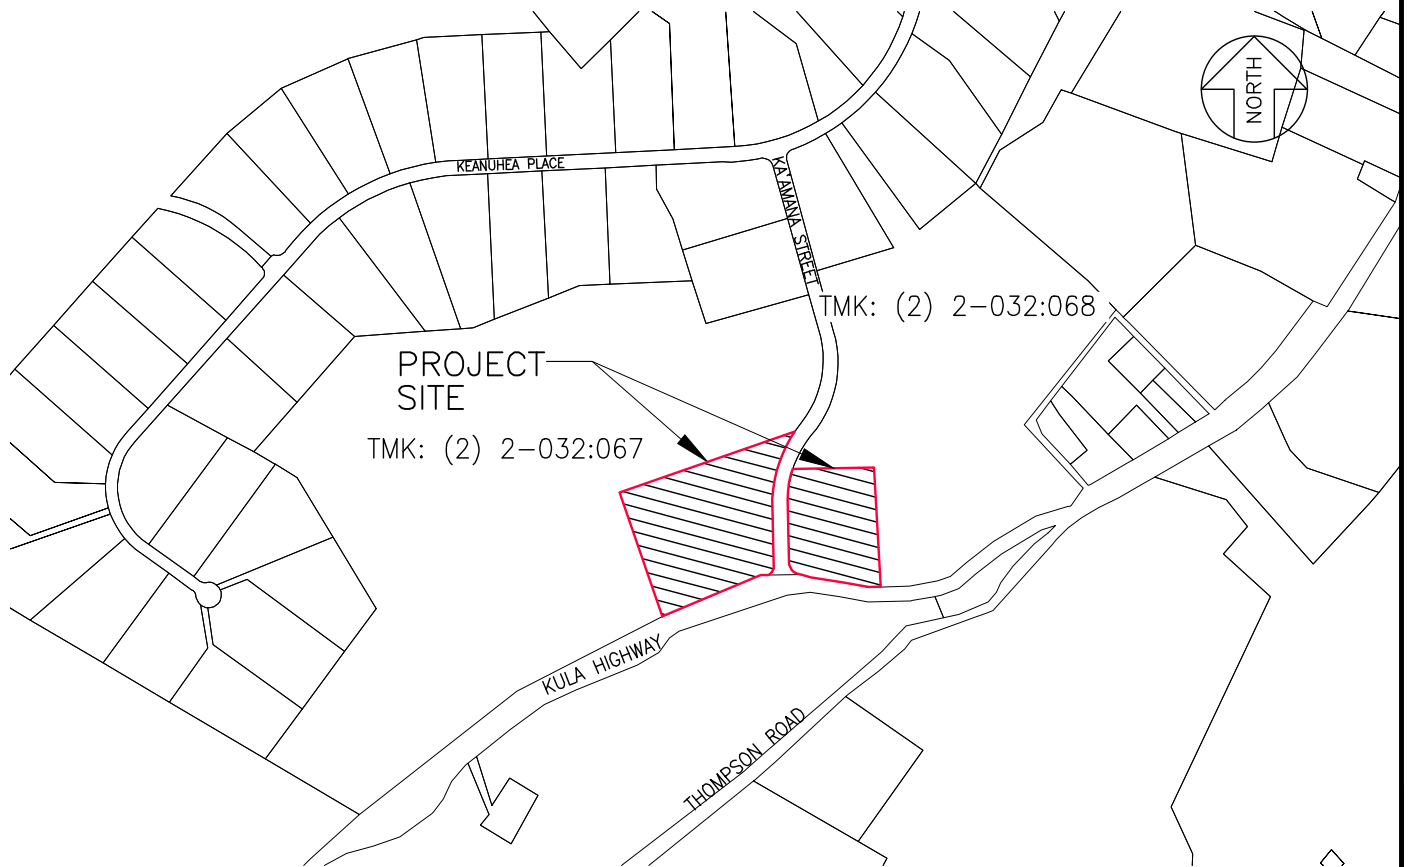 NORTH
KEANUHEA PLACE
KA'AMANA STREET
TMK: (2) 2-032:068
PROJECT
SITE
TMK: (2) 2-032:067
KULA HIGHWAY
THOMPSON ROAD